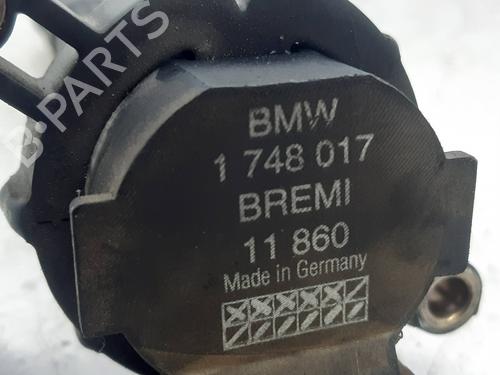 B-PARTS
BMW
1 748 017
BREMI
11 860
Made in Germany